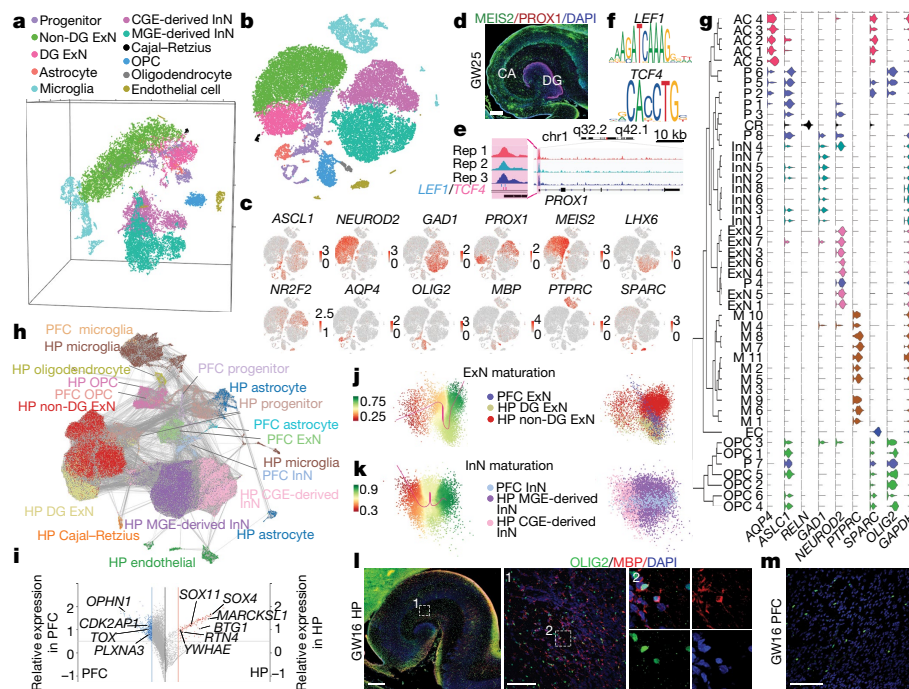 a
Progenitor
Non-DG ExN
DG ExN
Astrocyte
Microglia
CGE-derived InN
MGE-derived InN
Cajal–Retzius
OPC
Oligodendrocyte
Endothelial cell
b
c
ASCL1 NEUROD2 GAD1 PROX1 MEIS2 LHX6
3 3 2 2 3 3
0 0 0 0 0 0
NR2F2 AQP4 OLIG2 MBP PTPRC SPARC
2.5 2 3 4 2 3
1 0 0 1 0 0
d
MEIS2/PROX1/DAPI
GW25
CA
DG
e
chr1 q32.2 q42.1 10 kb
Rep 1
Rep 2
Rep 3
LEF1/TCF4
PROX1
f
LEF1
AGATCAAAG
TCF4
CACCTG
g
AC 4
AC 3
AC 2
AC 1
AC 5
P 6
P 5
P 2
P 1
P 3
CR
P 8
InN 4
InN 7
InN 5
InN 2
InN 8
InN 6
InN 3
InN 1
ExN 2
ExN 7
ExN 3
ExN 6
ExN 4
P 4
ExN 5
ExN 1
M 10
M 4
M 8
M 7
M 11
M 2
M 5
M 3
M 9
M 6
M 1
EC
OPC 3
OPC 1
P 7
OPC 5
OPC 2
OPC 6
OPC 4
AQP4
ASLC1
RELN
GAD1
NEUROD2
PTPRC
SPARC
OLIG2
GAPDH
h
PFC microglia
HP microglia
HP oligodendrocyte
HP OPC
PFC OPC
HP non-DG ExN
PFC progenitor
HP astrocyte
HP progenitor
PFC astrocyte
PFC ExN
HP microglia
PFC InN
HP CGE-derived
InN
HP DG ExN
HP MGE-derived InN
HP Cajal–Retzius
HP astrocyte
HP endothelial
i
Relative expression
in PFC
2
1
0
–1
OPHN1
CDK2AP1
TOX
PLXNA3
PFC
SOX11
SOX4
MARCKSL1
BTG1
RTN4
YWHAE
HP
2
1
0
–1
Relative expression
in HP
j
ExN maturation
0.75
0.25
PFC ExN
HP DG ExN
HP non-DG ExN
k
InN maturation
0.9
0.3
PFC InN
HP MGE-derived
InN
HP CGE-derived
InN
l
OLIG2/MBP/DAPI
GW16 HP
1
1
2
2
m
GW16 PFC